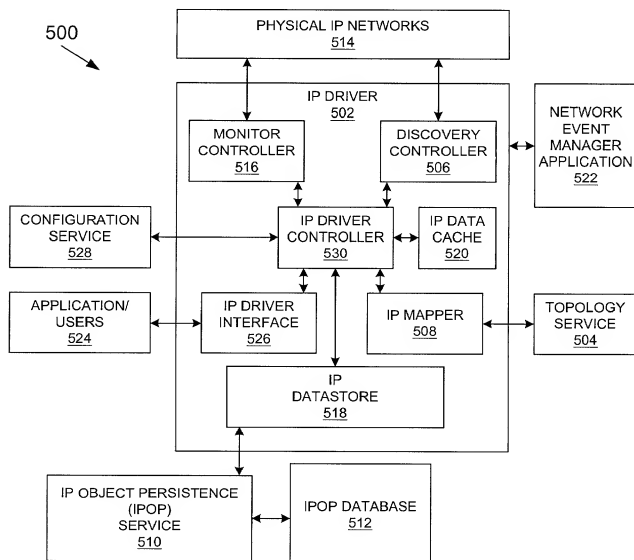 500
PHYSICAL IP NETWORKS
514
IP DRIVER
502
MONITOR
CONTROLLER
516
DISCOVERY
CONTROLLER
506
NETWORK
EVENT
MANAGER
APPLICATION
522
CONFIGURATION
SERVICE
528
IP DRIVER
CONTROLLER
530
IP DATA
CACHE
520
APPLICATION/
USERS
524
IP DRIVER
INTERFACE
526
IP MAPPER
508
TOPOLOGY
SERVICE
504
IP
DATASTORE
518
IP OBJECT PERSISTENCE
(IPOP)
SERVICE
510
IPOP DATABASE
512